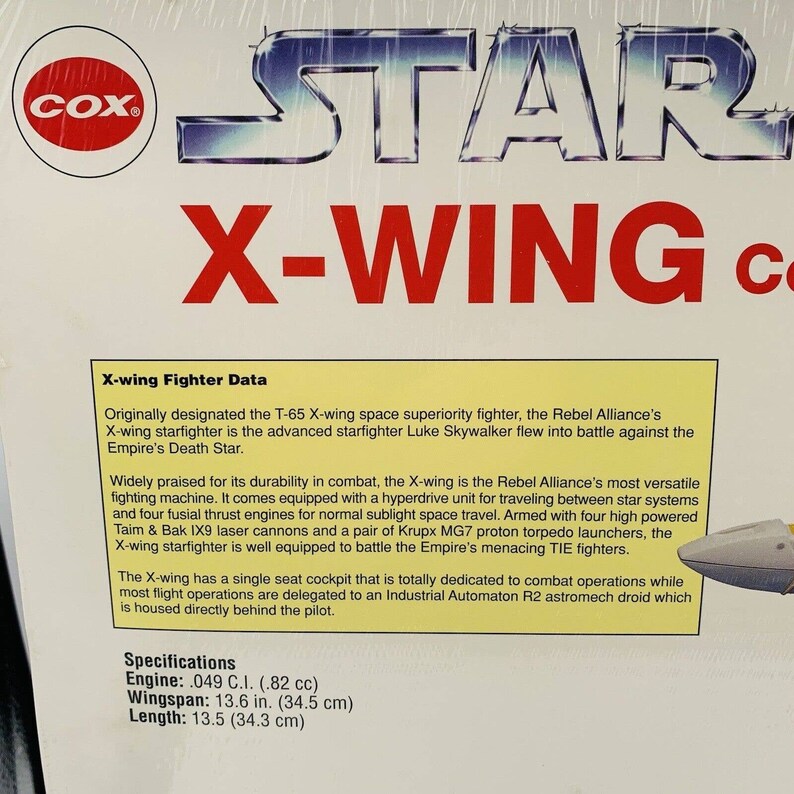 COX®
STAR
X-WING Co
X-wing Fighter Data
Originally designated the T-65 X-wing space superiority fighter, the Rebel Alliance's
X-wing starfighter is the advanced starfighter Luke Skywalker flew into battle against the
Empire's Death Star.
Widely praised for its durability in combat, the X-wing is the Rebel Alliance's most versatile
fighting machine. It comes equipped with a hyperdrive unit for traveling between star systems
and four fusial thrust engines for normal sublight space travel. Armed with four high powered
Taim & Bak IX9 laser cannons and a pair of Krupx MG7 proton torpedo launchers, the
X-wing starfighter is well equipped to battle the Empire's menacing TIE fighters.
The X-wing has a single seat cockpit that is totally dedicated to combat operations while
most flight operations are delegated to an Industrial Automaton R2 astromech droid which
is housed directly behind the pilot.
Specifications
Engine: .049 C.I. (.82 cc)
Wingspan: 13.6 in. (34.5 cm)
Length: 13.5 (34.3 cm)